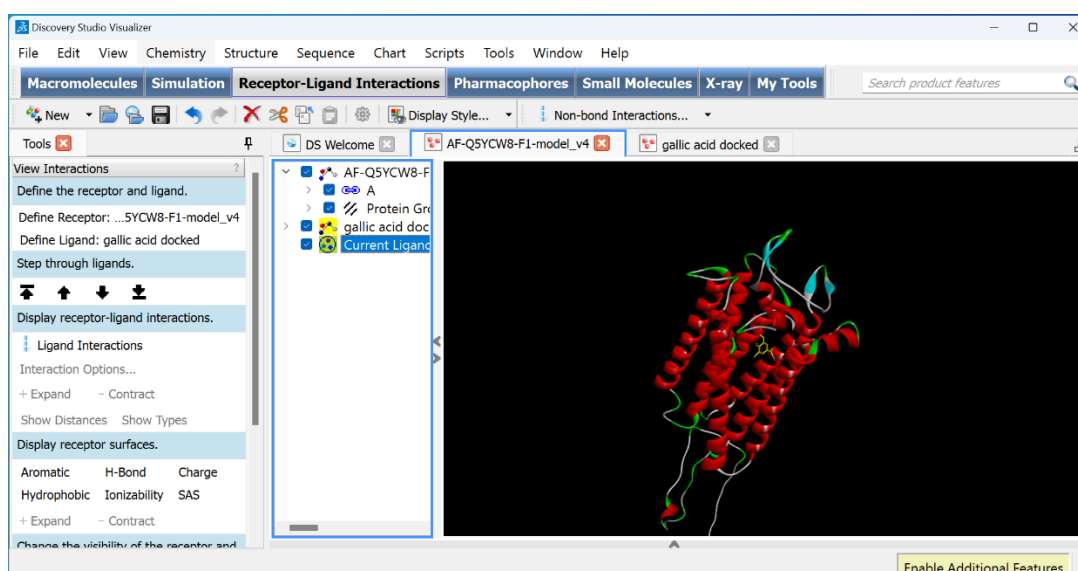 Discovery Studio Visualizer
File Edit View Chemistry Structure Sequence Chart Scripts Tools Window Help
Macromolecules Simulation Receptor-Ligand Interactions Pharmacophores Small Molecules X-ray My Tools Search product features
New Display Style... Non-bond Interactions...
Tools DS Welcome AF-Q5YCW8-F1-model_v4 gallic acid docked
View Interactions ?
Define the receptor and ligand.
Define Receptor: ...5YCW8-F1-model_v4
Define Ligand: gallic acid docked
Step through ligands.
Display receptor-ligand interactions.
Ligand Interactions
Interaction Options...
+ Expand - Contract
Show Distances Show Types
Display receptor surfaces.
Aromatic H-Bond Charge
Hydrophobic Ionizability SAS
+ Expand - Contract
Change the visibility of the receptor and
AF-Q5YCW8-F
A
Protein Gr
gallic acid doc
Current Ligand
Enable Additional Features